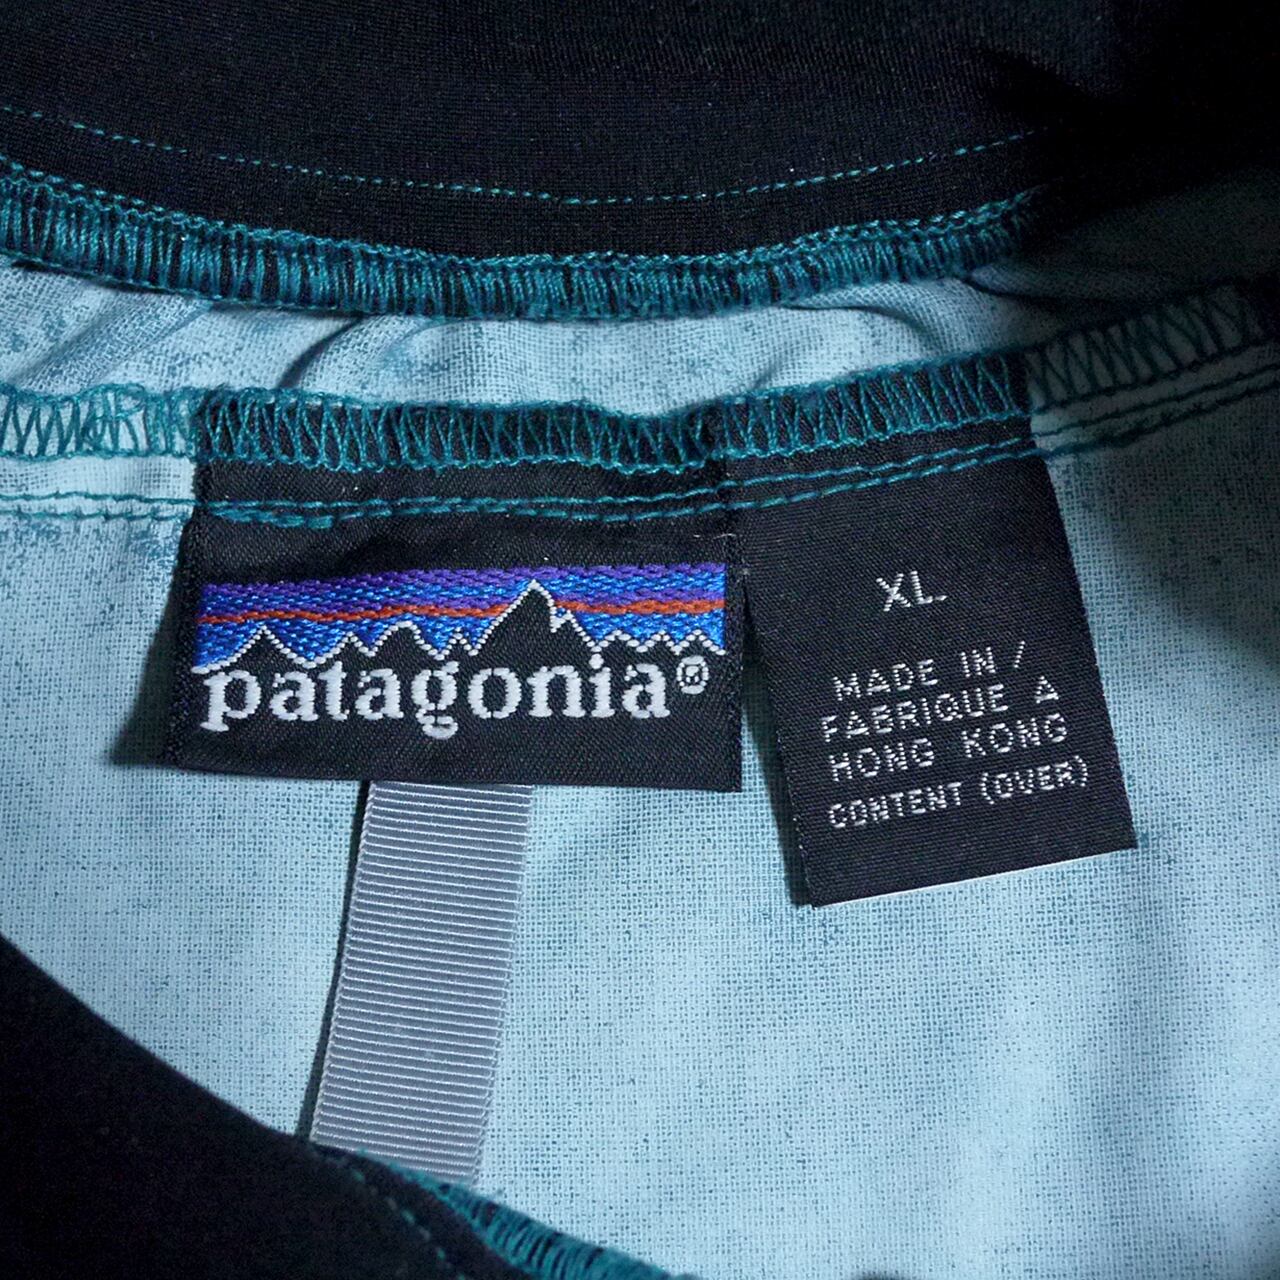 patagonia®
XL
MADE IN /
FABRIQUE A
HONG KONG
CONTENT (OVER)